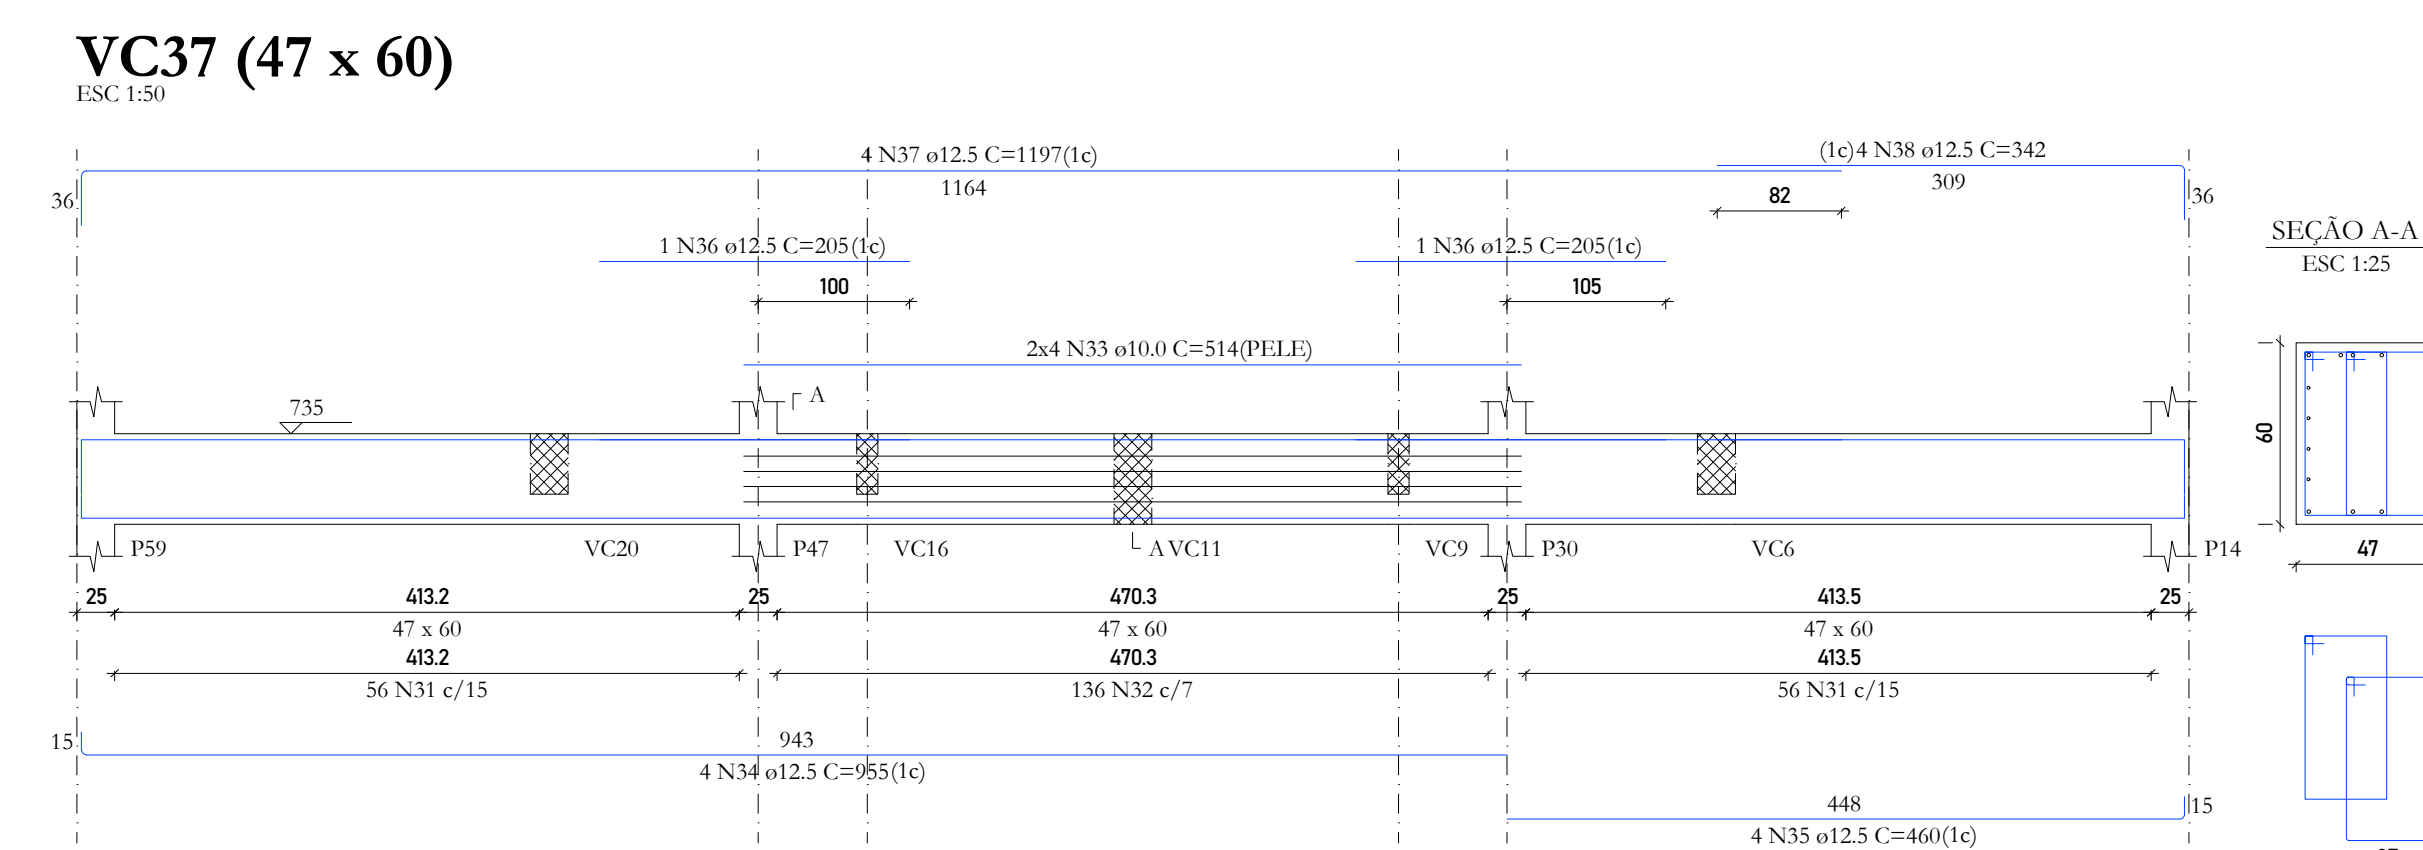 VC37 (47 x 60)
ESC 1:50
4 N37 ø12.5 C=1197(1c)
(1c)4 N38 ø12.5 C=342
1164
309
36
82
36
SEÇÃO A-A
ESC 1:25
1 N36 ø12.5 C=205(1c)
1 N36 ø12.5 C=205(1c)
100
105
2x4 N33 ø10.0 C=514(PELE)
735
A
60
P59
VC20
P47
VC16
A VC11
VC9
P30
VC6
P14
47
25
413.2
25
470.3
25
413.5
25
47 x 60
47 x 60
47 x 60
413.2
470.3
413.5
56 N31 c/15
136 N32 c/7
56 N31 c/15
15
943
4 N34 ø12.5 C=955(1c)
448
15
4 N35 ø12.5 C=460(1c)